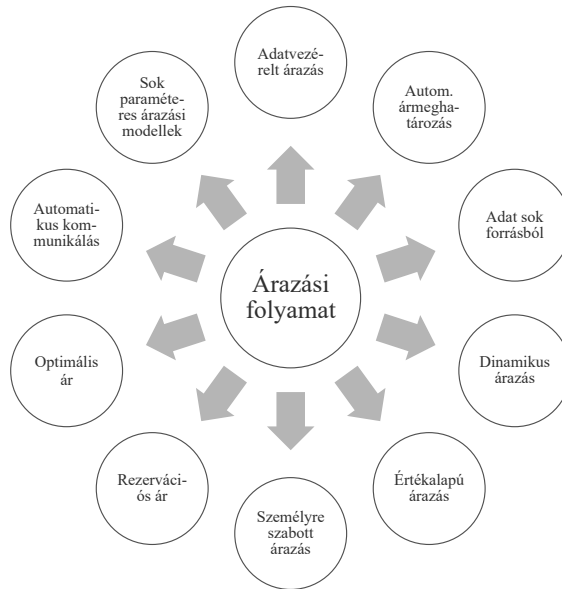 Adatvezé-
relt árazás
Autom.
ármegha-
tározás
Adat sok
forrásból
Dinamikus
árazás
Értékalapú
árazás
Személyre
szabott
árazás
Rezerváci-
ós ár
Optimális
ár
Automati-
kus kom-
munikálás
Sok
paraméte-
res árazási
modellek
Árazási
folyamat